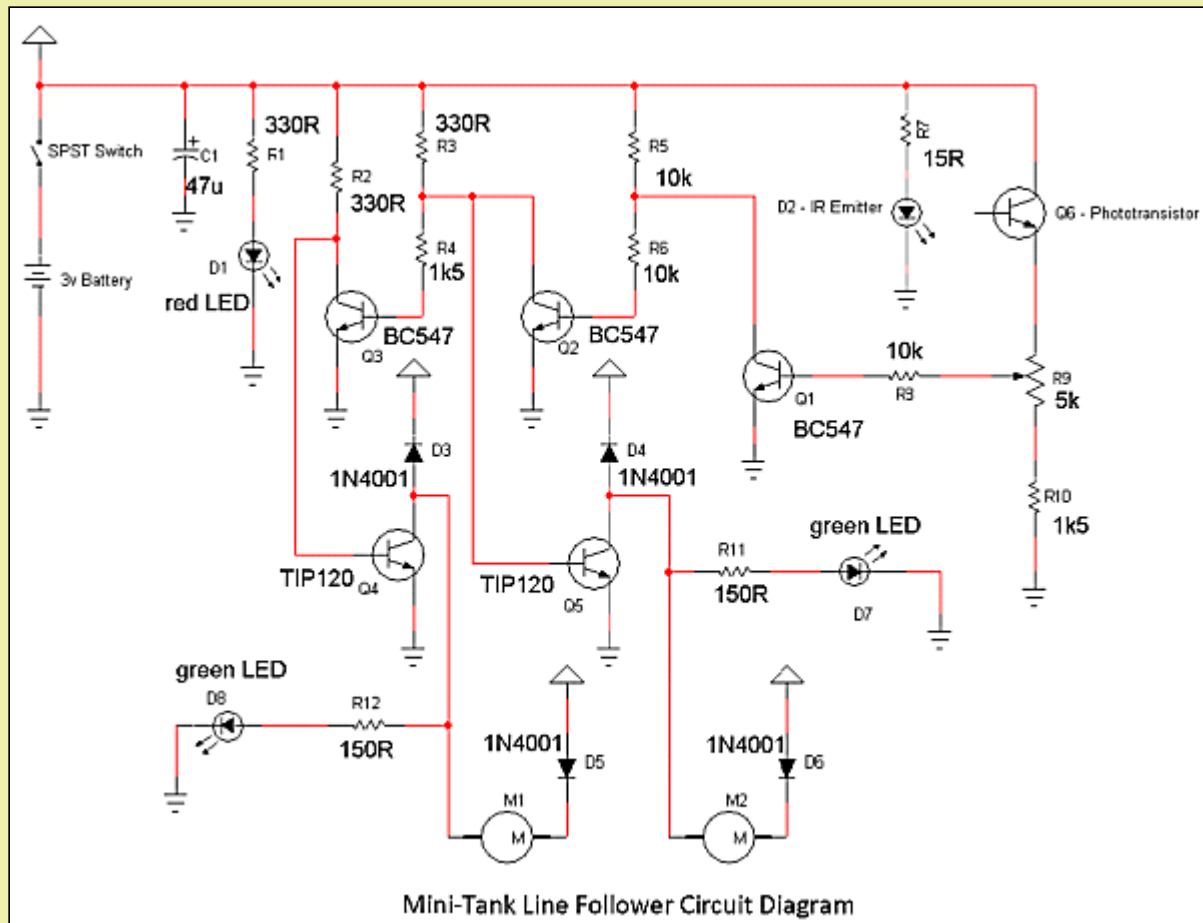 SPST Switch
3v Battery
C1
47u
330R
R1
D1
red LED
R2
330R
330R
R3
R4
1k5
BC547
Q3
R5
10k
R6
10k
BC547
Q2
R7
15R
D2 - IR Emitter
Q6 - Phototransistor
10k
R8
Q1
BC547
R9
5k
R10
1k5
D3
1N4001
D4
1N4001
TIP120
Q4
TIP120
Q5
green LED
R11
150R
D7
green LED
D8
R12
150R
1N4001
D5
1N4001
D6
M1
M
M2
M
Mini-Tank Line Follower Circuit Diagram